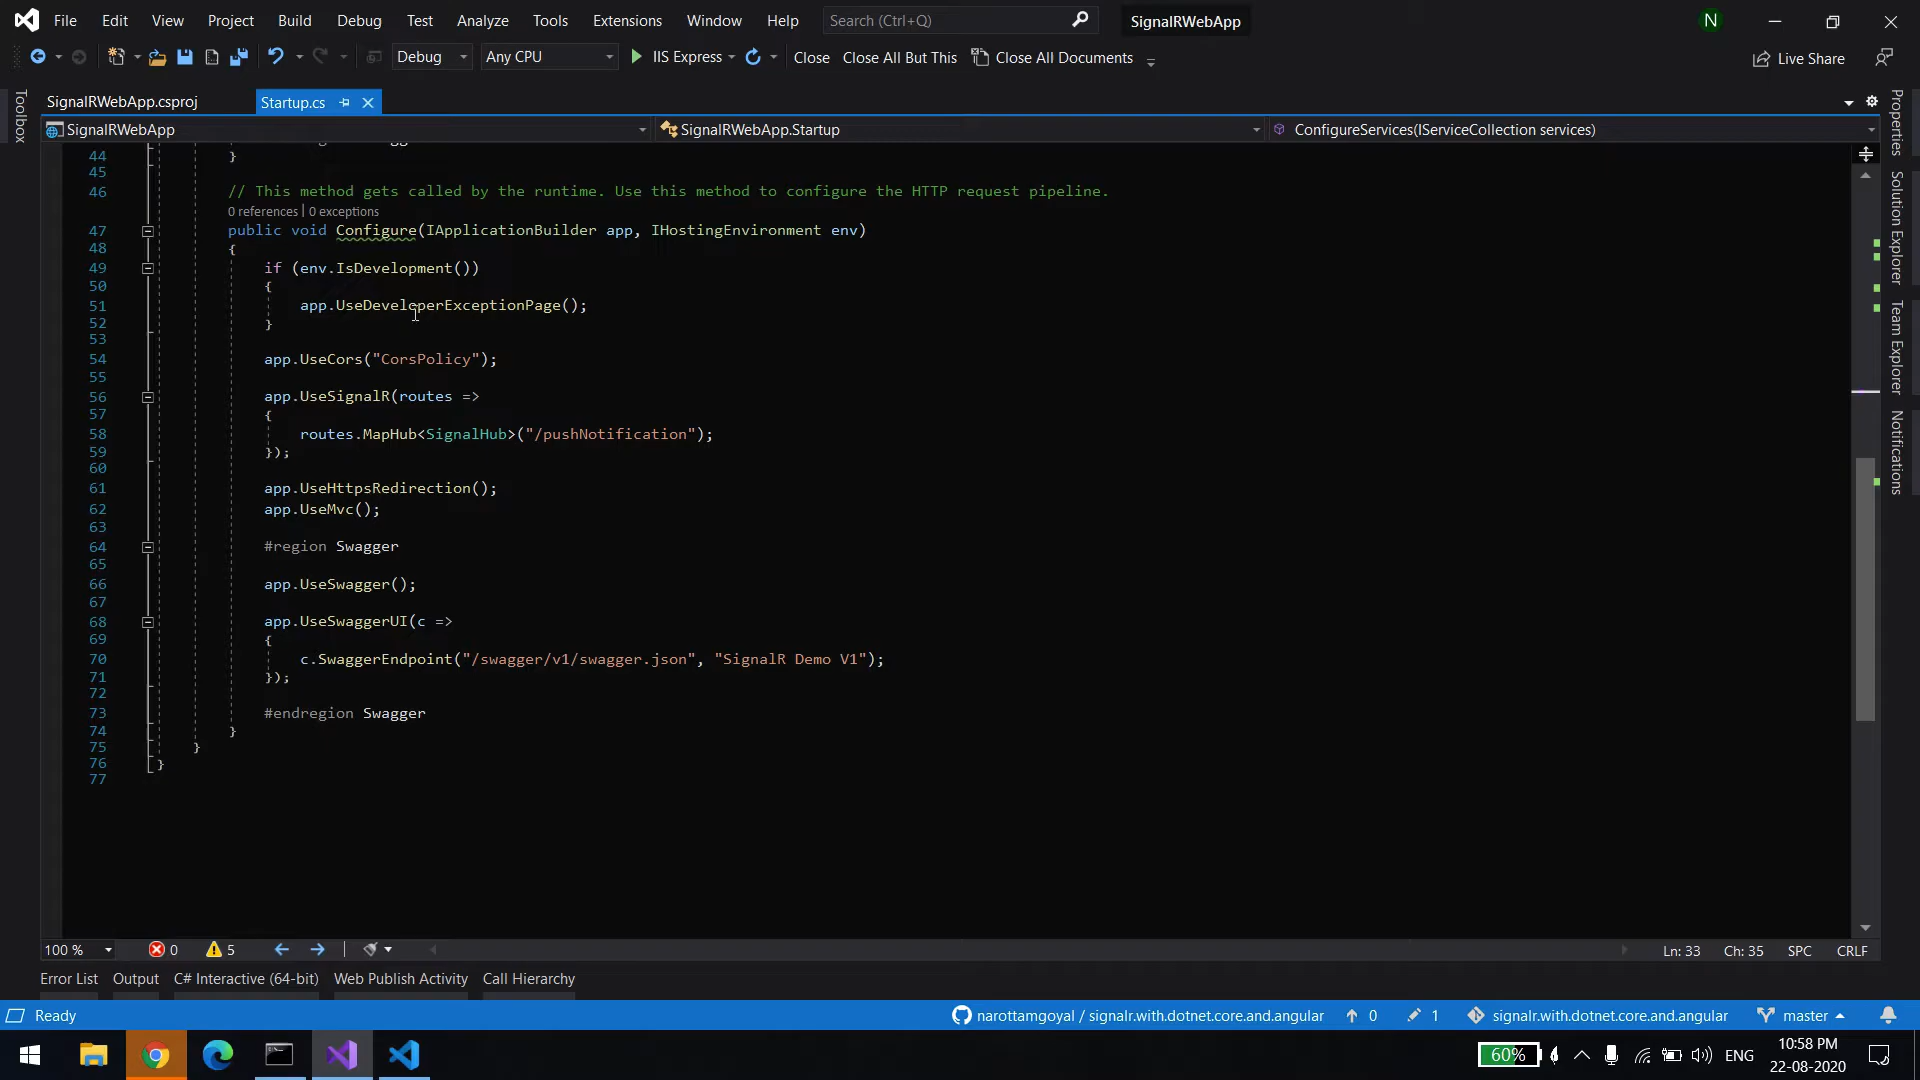 File Edit View Project Build Debug Test Analyze Tools Extensions Window Help Search (Ctrl+Q) SignalRWebApp N
Debug Any CPU IIS Express Close Close All But This Close All Documents Live Share
Toolbox
SignalRWebApp.csproj Startup.cs
SignalRWebApp SignalRWebApp.Startup ConfigureServices(IServiceCollection services)
44 }
45
46 // This method gets called by the runtime. Use this method to configure the HTTP request pipeline.
0 references | 0 exceptions
47 public void Configure(IApplicationBuilder app, IHostingEnvironment env)
48 {
49 if (env.IsDevelopment())
50 {
51 app.UseDeveloperExceptionPage();
52 }
53
54 app.UseCors("CorsPolicy");
55
56 app.UseSignalR(routes =>
57 {
58 routes.MapHub<SignalHub>("/pushNotification");
59 });
60
61 app.UseHttpsRedirection();
62 app.UseMvc();
63
64 #region Swagger
65
66 app.UseSwagger();
67
68 app.UseSwaggerUI(c =>
69 {
70 c.SwaggerEndpoint("/swagger/v1/swagger.json", "SignalR Demo V1");
71 });
72
73 #endregion Swagger
74 }
75 }
76 }
77
Properties
Solution Explorer
Team Explorer
Notifications
100 % 0 5 Ln: 33 Ch: 35 SPC CRLF
Error List Output C# Interactive (64-bit) Web Publish Activity Call Hierarchy
Ready narottamgoyal / signalr.with.dotnet.core.and.angular 0 1 signalr.with.dotnet.core.and.angular master
60% ENG 10:58 PM
22-08-2020